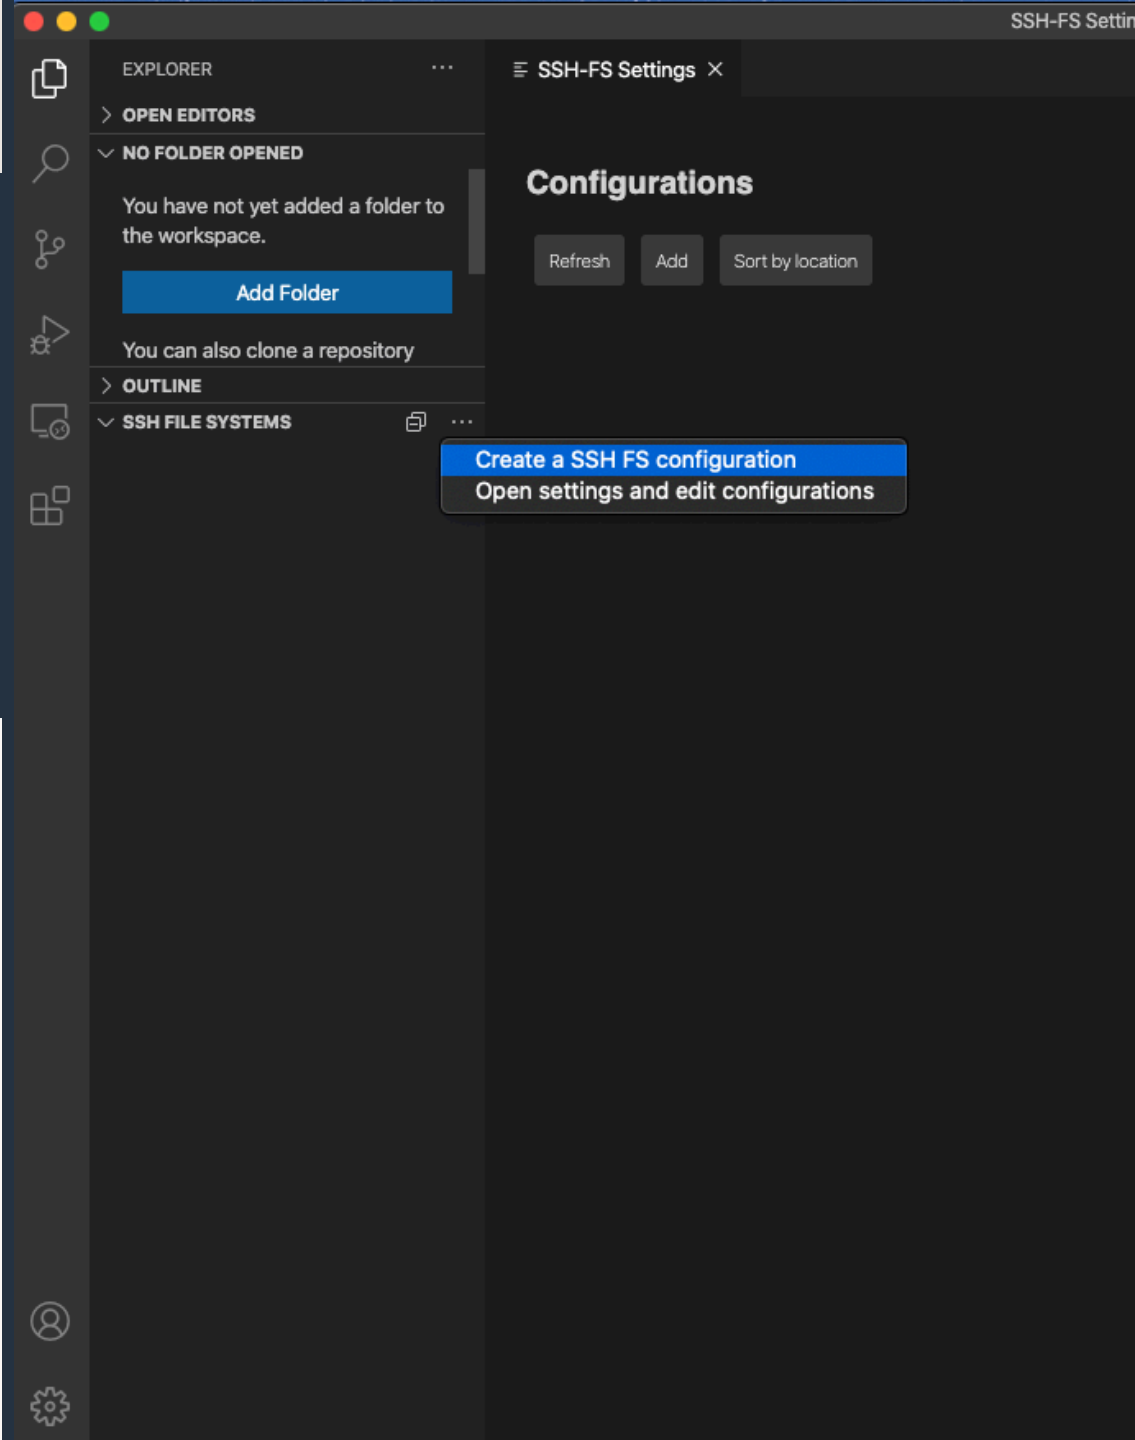 SSH-FS Settin
EXPLORER
SSH-FS Settings
OPEN EDITORS
NO FOLDER OPENED
You have not yet added a folder to
the workspace.
Add Folder
You can also clone a repository
OUTLINE
SSH FILE SYSTEMS
Configurations
Refresh
Add
Sort by location
Create a SSH FS configuration
Open settings and edit configurations